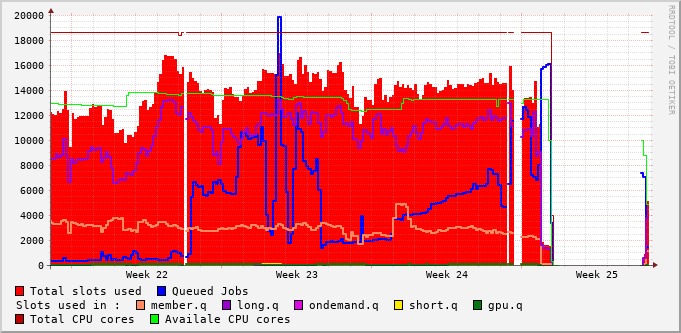 20000
18000
16000
14000
12000
10000
8000
6000
4000
2000
0
Week 22 Week 23 Week 24 Week 25
RRDTOOL / TOBI OETIKER
Total slots used Queued Jobs
Slots used in : member.q long.q ondemand.q short.q gpu.q
Total CPU cores Availale CPU cores